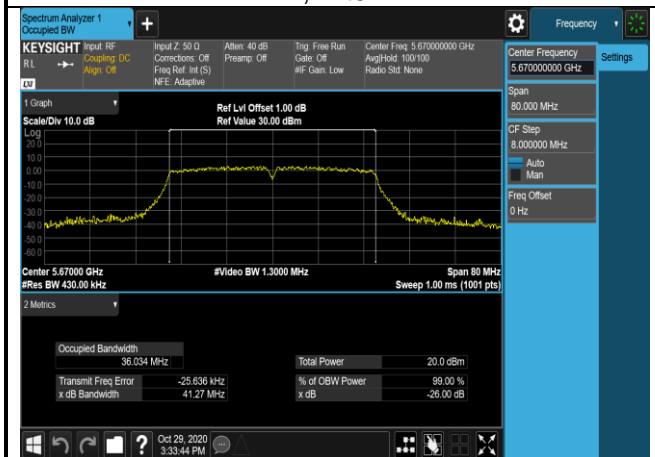 Spectrum Analyzer 1
Occupied BW
+
Frequency
KEYSIGHT
RL
LXI
Input: RF
Coupling: DC
Align: Off
Input Z: 50 Ω
Corrections: Off
Freq Ref: Int (S)
NFE: Adaptive
Atten: 40 dB
Preamp: Off
Trig: Free Run
Gate: Off
#IF Gain: Low
Center Freq: 5.670000000 GHz
Avg|Hold: 100/100
Radio Std: None
Center Frequency
5.670000000 GHz
Settings
Span
80.000 MHz
CF Step
8.000000 MHz
Auto
Man
Freq Offset
0 Hz
1 Graph
Scale/Div 10.0 dB
Ref Lvl Offset 1.00 dB
Ref Value 30.00 dBm
Log
20.0
10.0
0.00
-10.0
-20.0
-30.0
-40.0
-50.0
-60.0
Center 5.67000 GHz
#Video BW 1.3000 MHz
Span 80 MHz
#Res BW 430.00 kHz
Sweep 1.00 ms (1001 pts)
2 Metrics
Occupied Bandwidth
36.034 MHz
Total Power 20.0 dBm
Transmit Freq Error -25.636 kHz
% of OBW Power 99.00 %
x dB Bandwidth 41.27 MHz
x dB -26.00 dB
?
Oct 29, 2020
3:33:44 PM